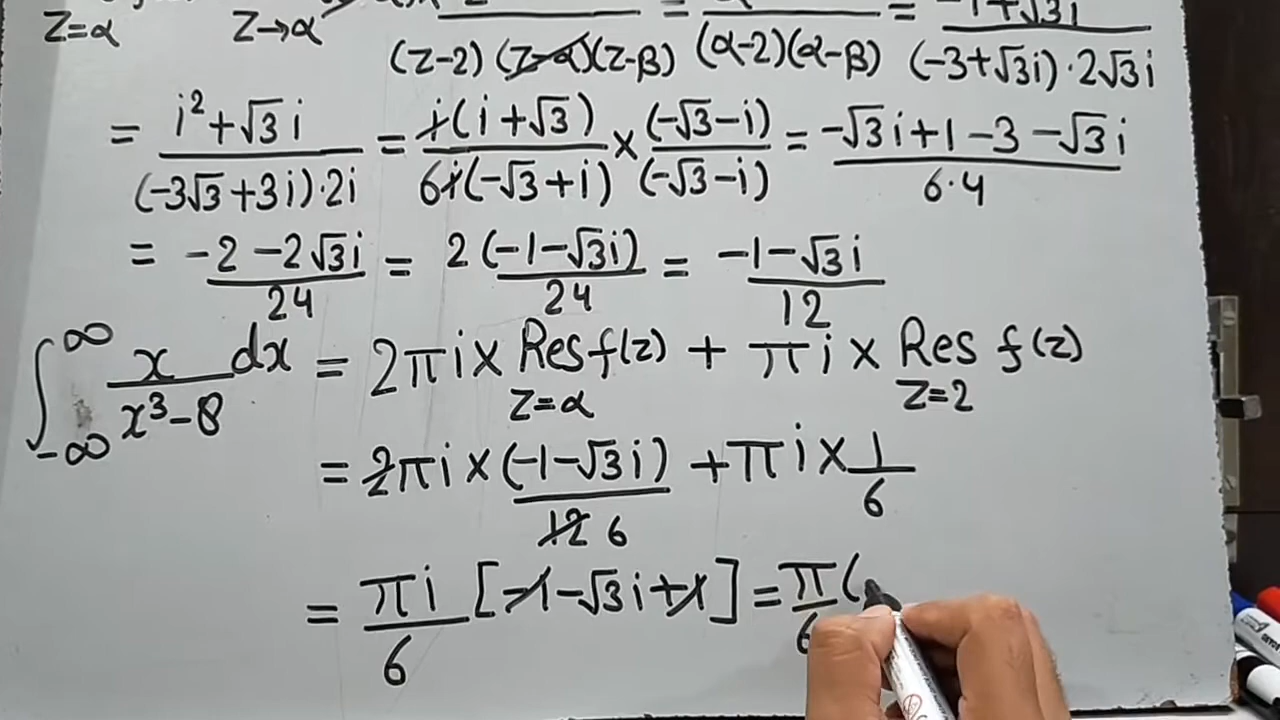 z=α z→α = = -1+√3i
(z-2)(z-α)(z-β) (α-2)(α-β) (-3+√3i)·2√3i
= i²+√3i / (-3√3+3i)·2i = i(i+√3) / 6i(-√3+i) × (-√3-i) / (-√3-i) = -√3i+1-3-√3i / 6·4
= -2-2√3i / 24 = 2(-1-√3i) / 24 = -1-√3i / 12
∫_{-∞}^{∞} x / x³-8 dx = 2πi × Res f(z) z=α + πi × Res f(z) z=2
= 2πi × (-1-√3i) / 12 6 + πi × 1/6
= πi/6 [-1-√3i+1] = π/6 (